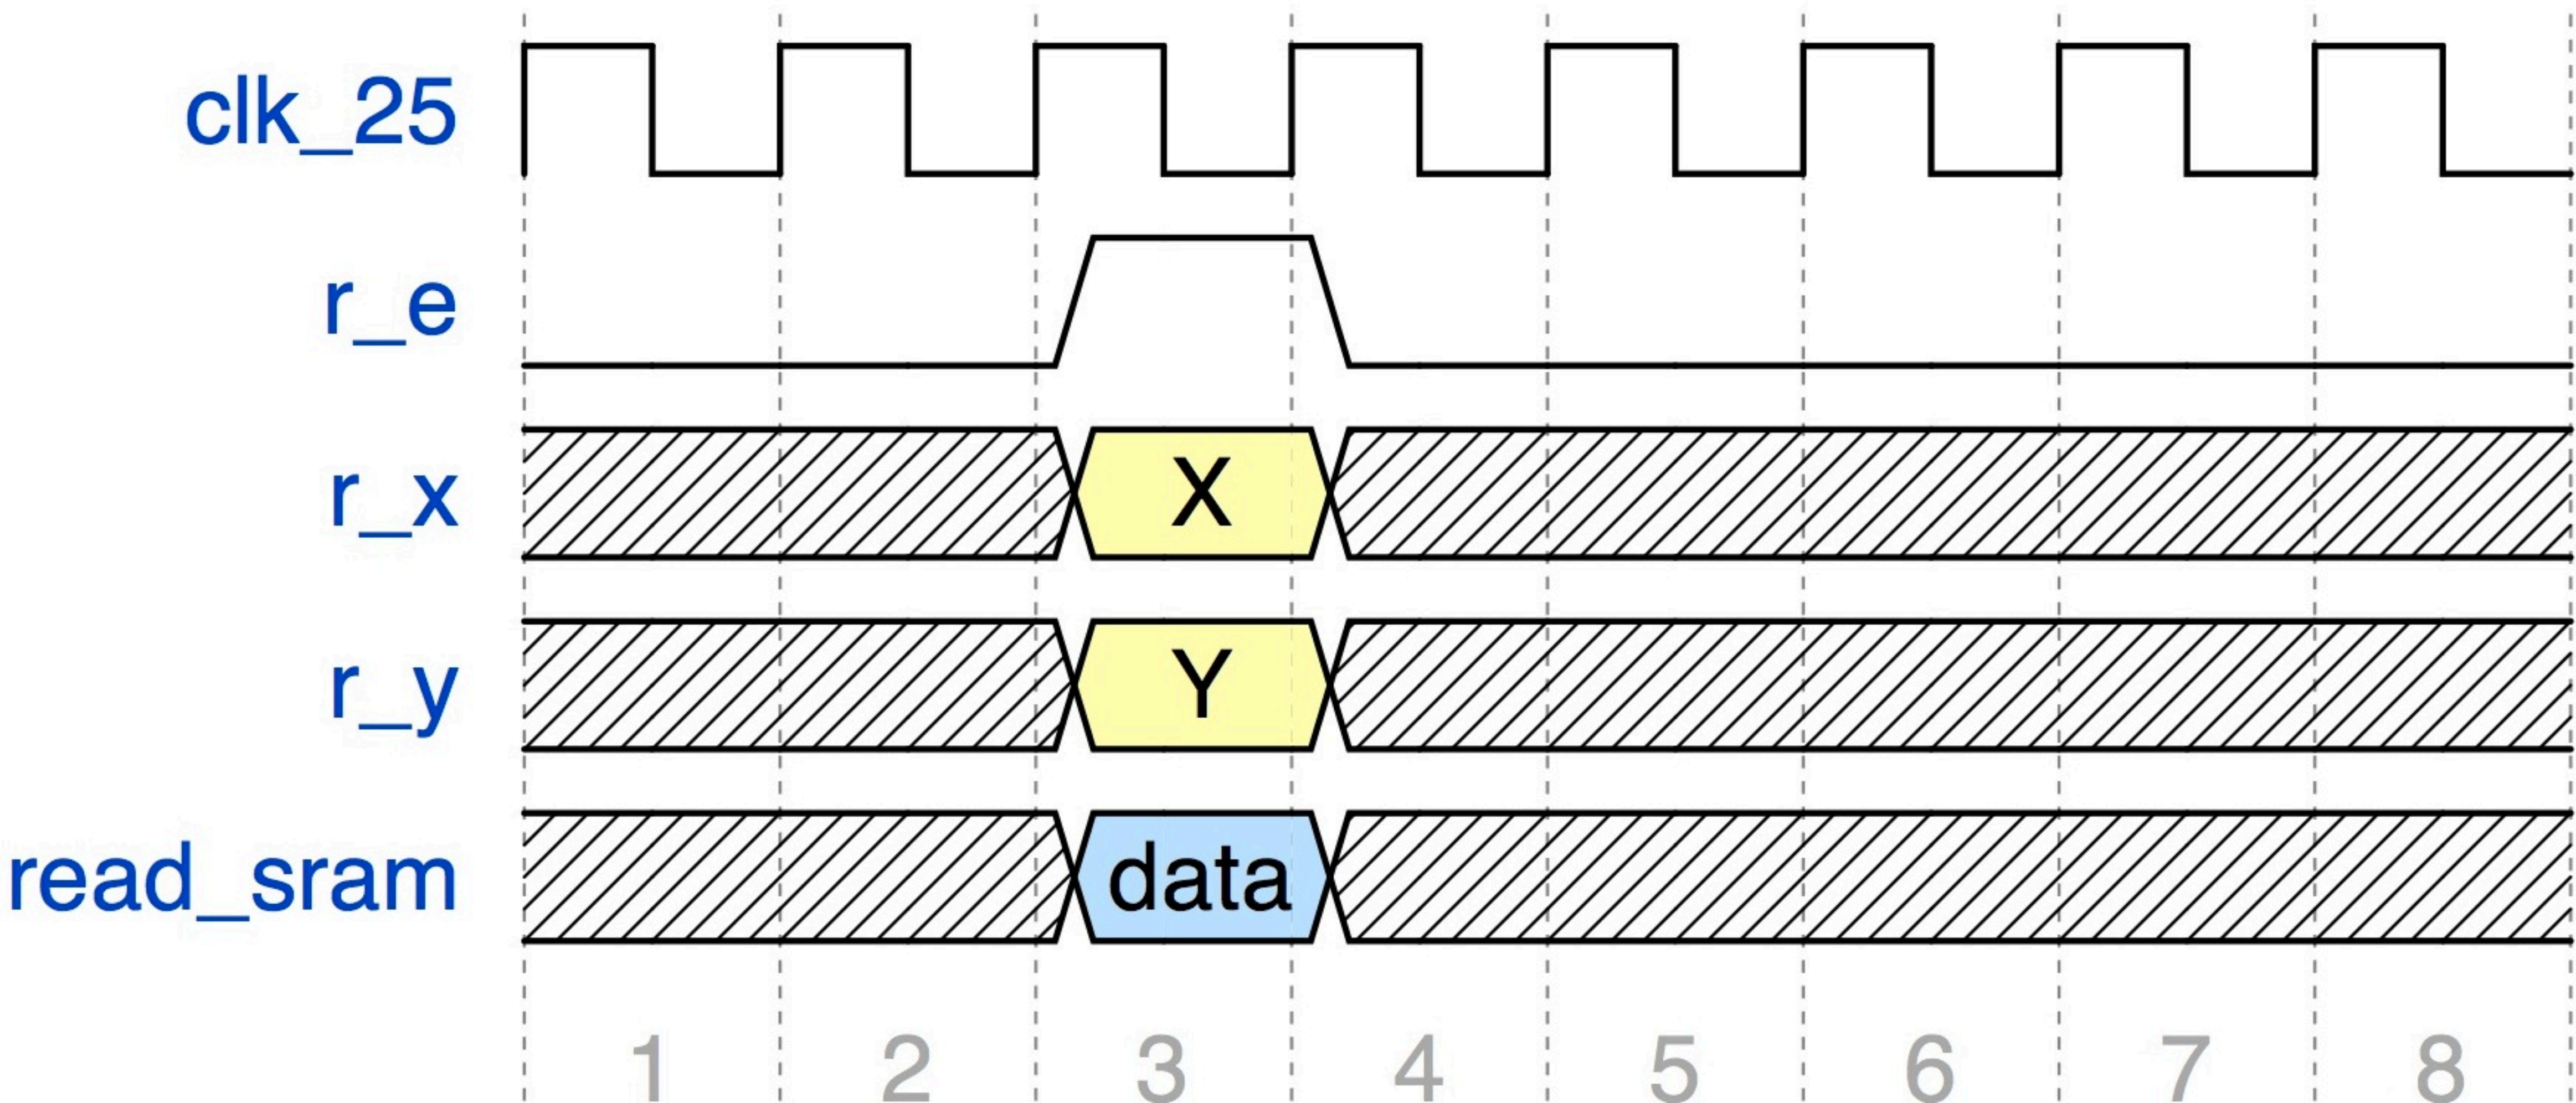 clk_25
r_e
r_x X
r_y Y
read_sram data
1 2 3 4 5 6 7 8